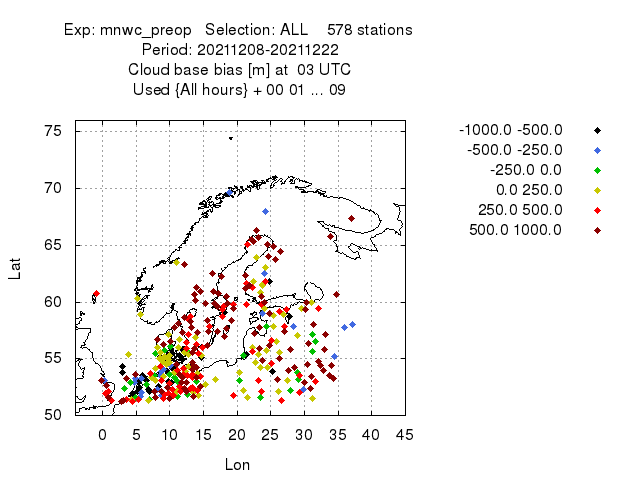 Exp: mnwc_preop Selection: ALL 578 stations
Period: 20211208-20211222
Cloud base bias [m] at 03 UTC
Used {All hours} + 00 01 ... 09
-1000.0 -500.0
-500.0 -250.0
-250.0 0.0
0.0 250.0
250.0 500.0
500.0 1000.0
75
70
65
60
55
50
Lat
0 5 10 15 20 25 30 35 40 45
Lon